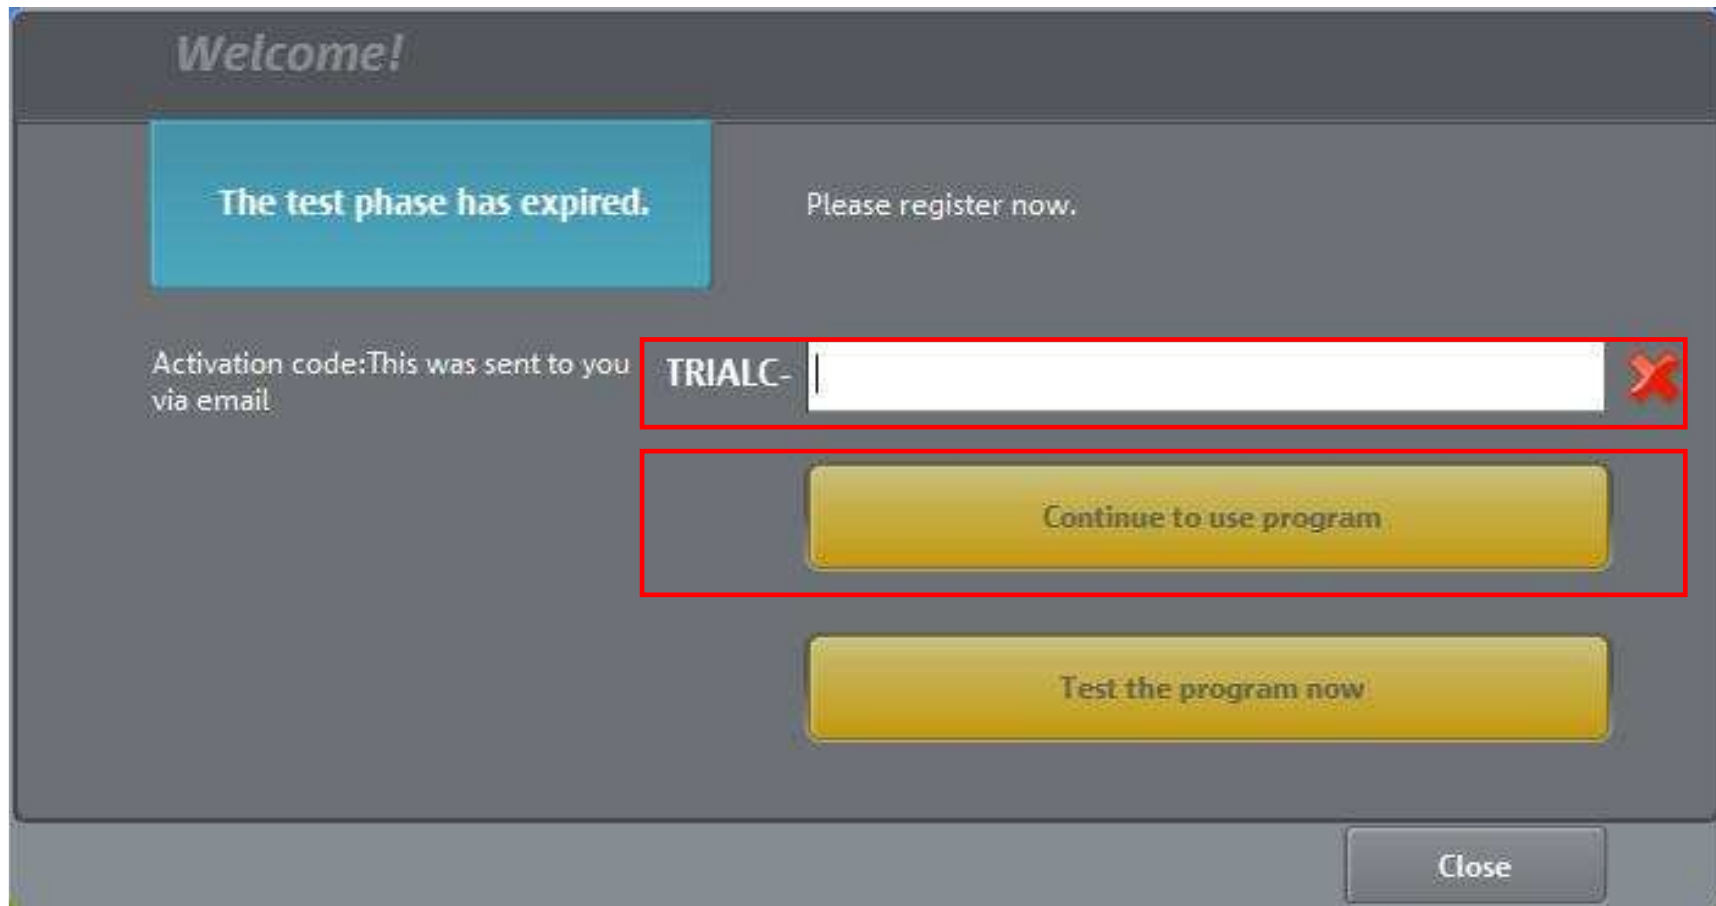 Welcome!
The test phase has expired.
Please register now.
Activation code:This was sent to you
via email
TRIALC-
Continue to use program
Test the program now
Close